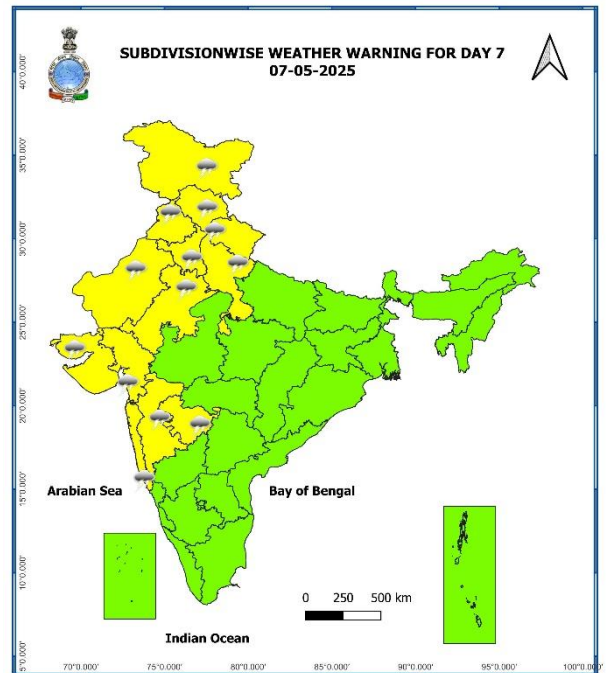 SUBDIVISIONWISE WEATHER WARNING FOR DAY 7
07-05-2025
40°0.000'
35°0.000'
30°0.000'
25°0.000'
20°0.000'
15°0.000'
10°0.000'
5°0.000'
Arabian Sea
Bay of Bengal
0 250 500 km
Indian Ocean
70°0.000' 75°0.000' 80°0.000' 85°0.000' 90°0.000' 95°0.000' 100°0.000'